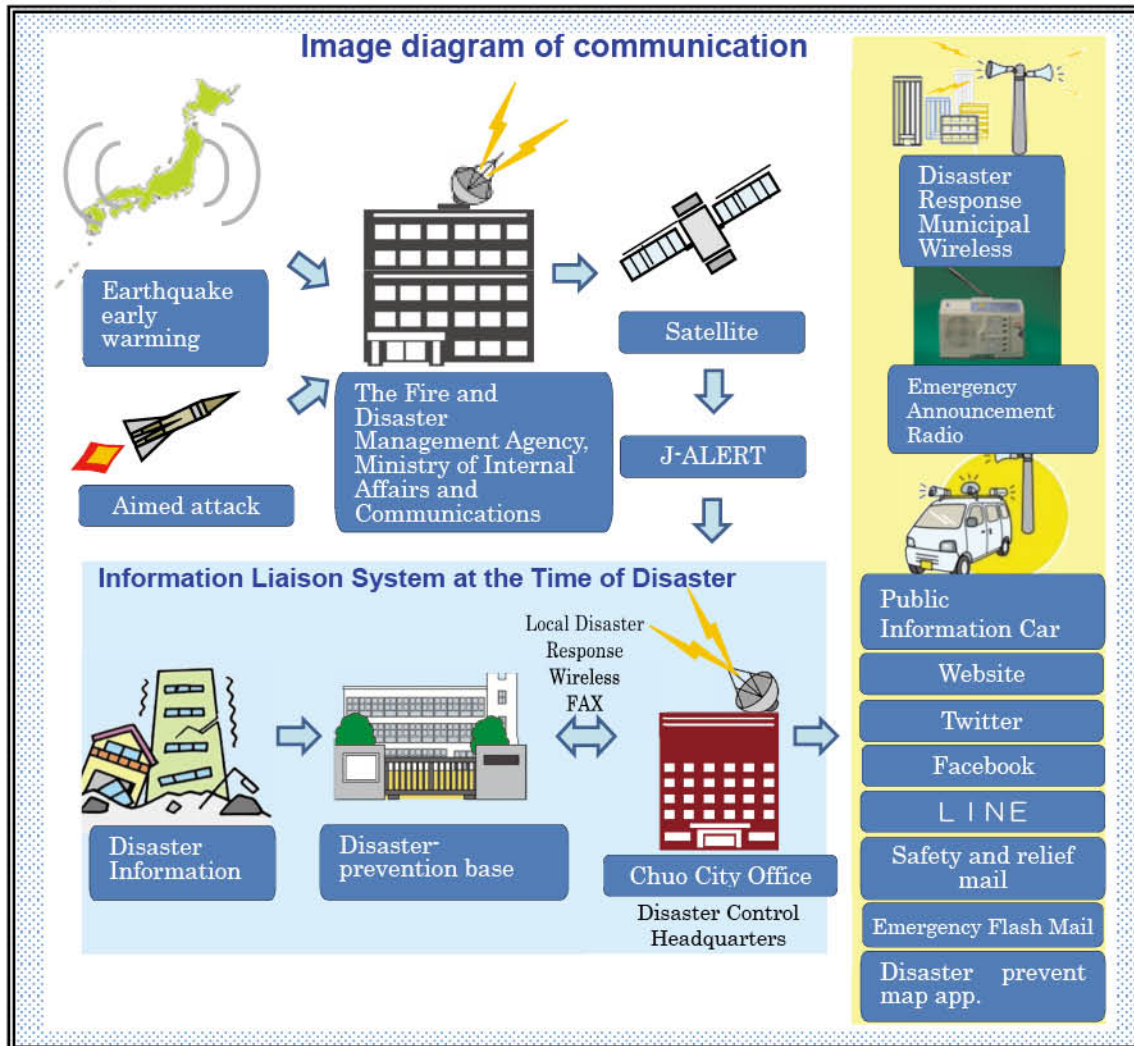 Image diagram of communication
Earthquake
early
warming
Aimed attack
The Fire and
Disaster
Management Agency,
Ministry of Internal
Affairs and
Communications
Satellite
J-ALERT
Information Liaison System at the Time of Disaster
Disaster
Information
Disaster-
prevention base
Local Disaster
Response
Wireless
FAX
Chuo City Office
Disaster Control
Headquarters
Disaster
Response
Municipal
Wireless
Emergency
Announcement
Radio
Public
Information Car
Website
Twitter
Facebook
LINE
Safety and relief
mail
Emergency Flash Mail
Disaster prevent
map app.